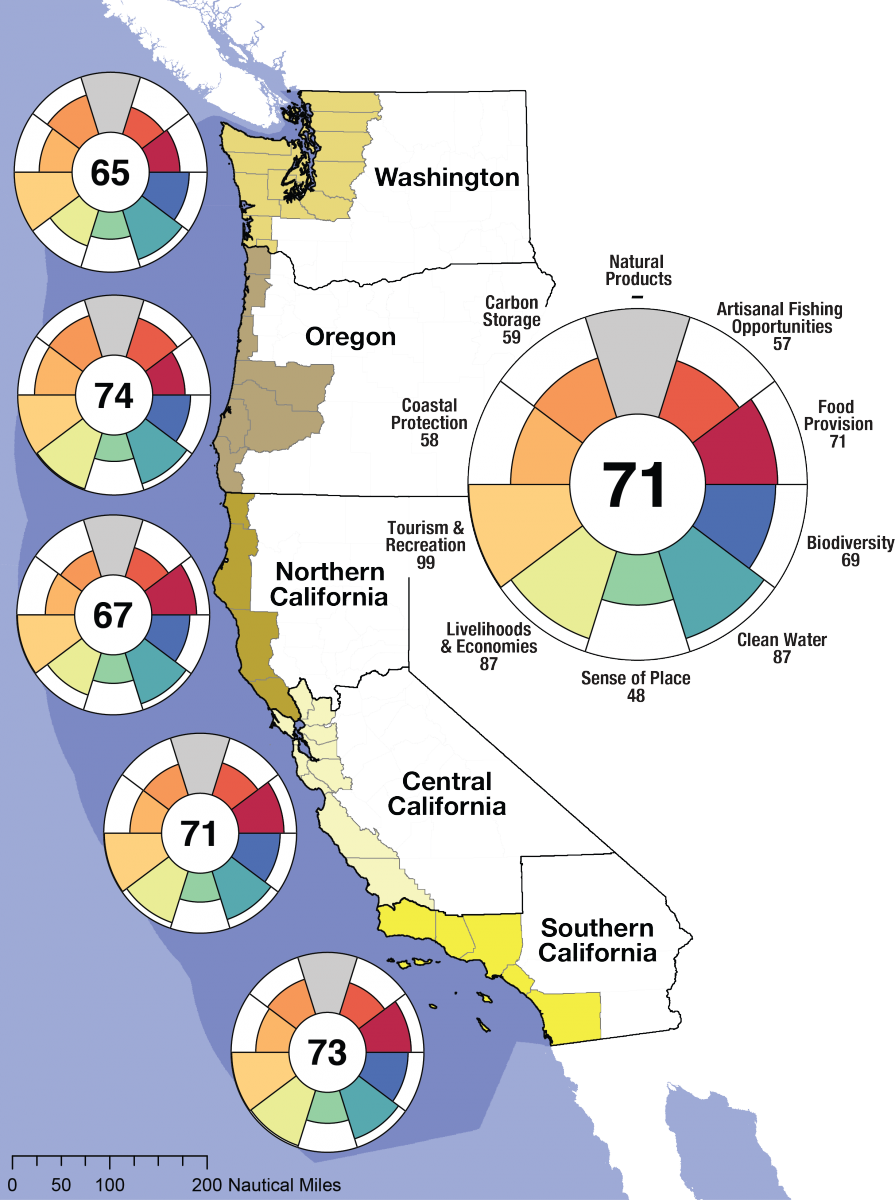 65
Washington
Natural
Products
–
Carbon
Storage
59
Artisanal Fishing
Opportunities
57
Oregon
74
Coastal
Protection
58
Food
Provision
71
71
Tourism &
Recreation
99
Biodiversity
69
Northern
California
67
Livelihoods
& Economies
87
Clean Water
87
Sense of Place
48
Central
California
71
Southern
California
73
0 50 100 200 Nautical Miles